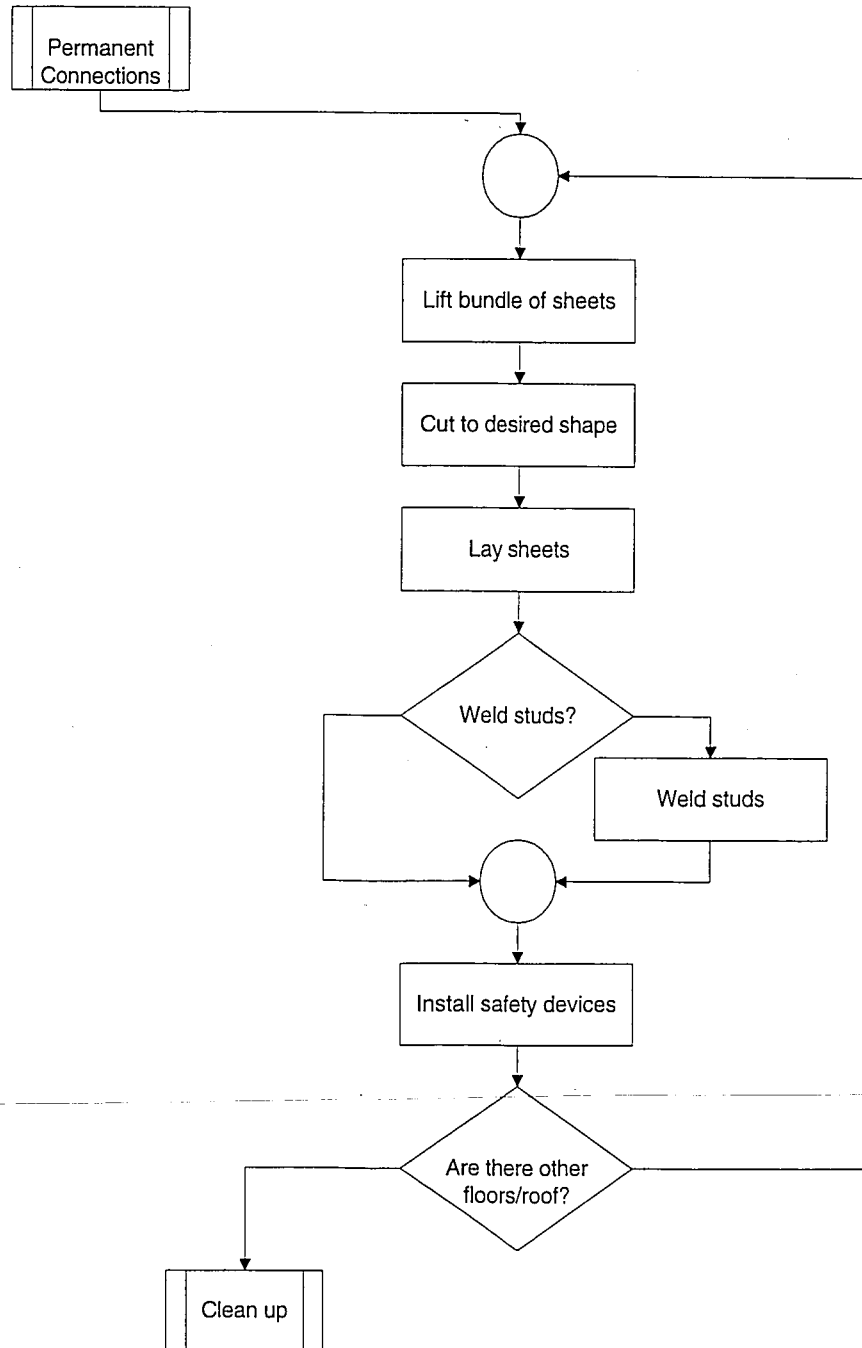 Permanent
Connections
Lift bundle of sheets
Cut to desired shape
Lay sheets
Weld studs?
Weld studs
Install safety devices
Are there other
floors/roof?
Clean up